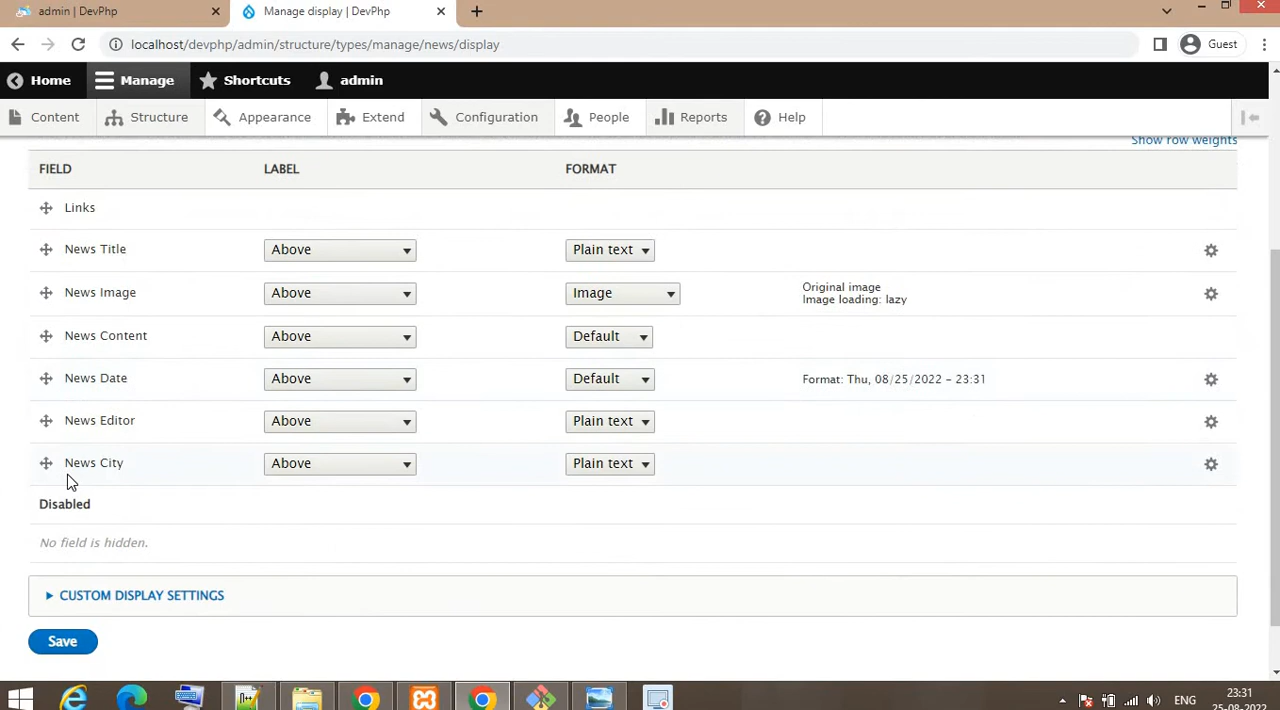 admin | DevPhp
Manage display | DevPhp
localhost/devphp/admin/structure/types/manage/news/display
Guest
Home
Manage
Shortcuts
admin
Content
Structure
Appearance
Extend
Configuration
People
Reports
Help
Show row weights
FIELD LABEL FORMAT
Links
News Title Above Plain text
News Image Above Image Original image
Image loading: lazy
News Content Above Default
News Date Above Default Format: Thu, 08/25/2022 - 23:31
News Editor Above Plain text
News City Above Plain text
Disabled
No field is hidden.
CUSTOM DISPLAY SETTINGS
Save
ENG
23:31
25-08-2022